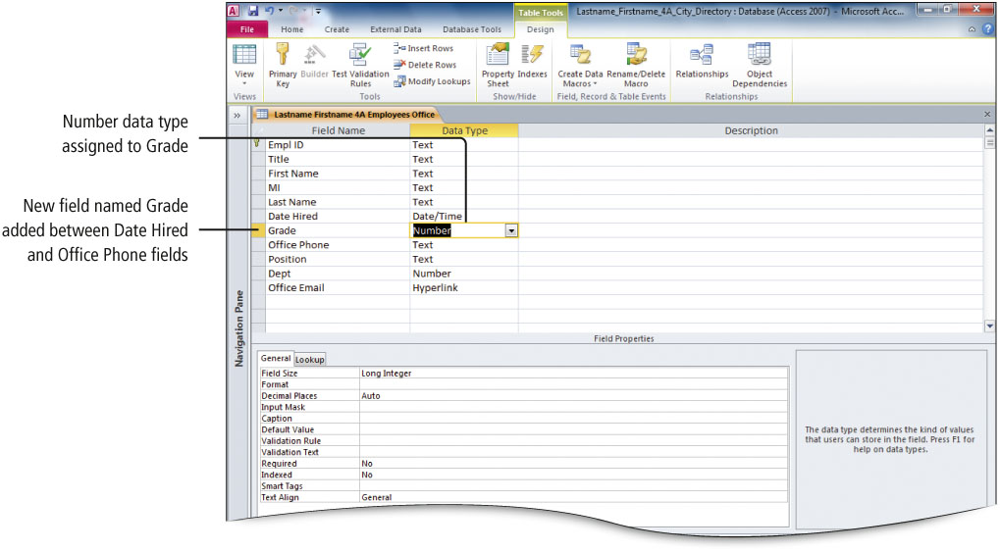 Table Tools
Lastname_Firstname_4A_City_Directory : Database (Access 2007) - Microsoft Acc...
File Home Create External Data Database Tools Design
View
Views
Primary Key
Builder
Test Validation Rules
Insert Rows
Delete Rows
Modify Lookups
Tools
Property Sheet
Indexes
Show/Hide
Create Data Macros
Rename/Delete Macro
Field, Record & Table Events
Relationships
Object Dependencies
Relationships
Lastname Firstname 4A Employees Office
Number data type
assigned to Grade
New field named Grade
added between Date Hired
and Office Phone fields
Navigation Pane
Field Name Data Type Description
Empl ID Text
Title Text
First Name Text
MI Text
Last Name Text
Date Hired Date/Time
Grade Number
Office Phone Text
Position Text
Dept Number
Office Email Hyperlink
Field Properties
General Lookup
Field Size Long Integer
Format
Decimal Places Auto
Input Mask
Caption
Default Value
Validation Rule
Validation Text
Required No
Indexed No
Smart Tags
Text Align General
The data type determines the kind of values
that users can store in the field. Press F1 for
help on data types.